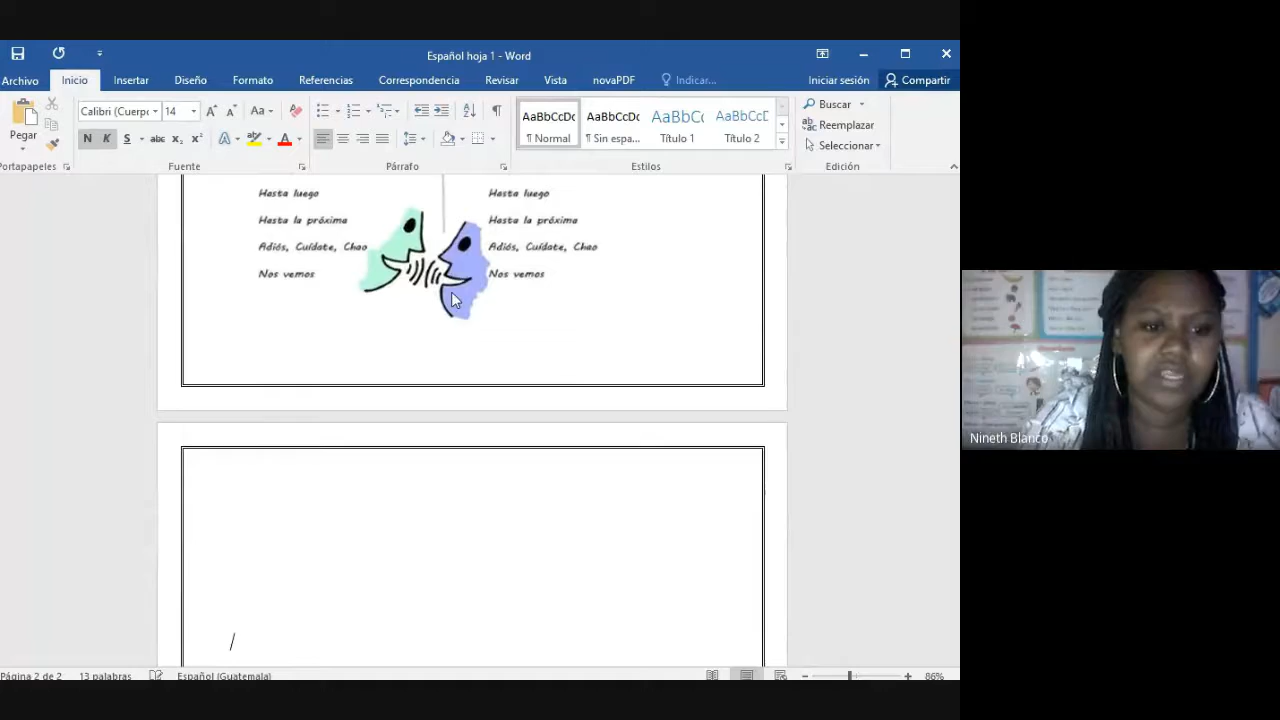 Español hoja 1 - Word
Archivo Inicio Insertar Diseño Formato Referencias Correspondencia Revisar Vista novaPDF Indicar... Iniciar sesión Compartir
Pegar
Calibri (Cuerpo 14
Aa
N K S abc x₂ x²
AaBbCcDc AaBbCcDc AaBbCc AaBbCcD
¶ Normal ¶ Sin espa... Título 1 Título 2
Buscar
Reemplazar
Seleccionar
Portapapeles Fuente Párrafo Estilos Edición
Hasta luego Hasta luego
Hasta la próxima Hasta la próxima
Adiós, Cuídate, Chao Adiós, Cuídate, Chao
Nos vemos Nos vemos
Nineth Blanco
Página 2 de 2 13 palabras Español (Guatemala) 86%